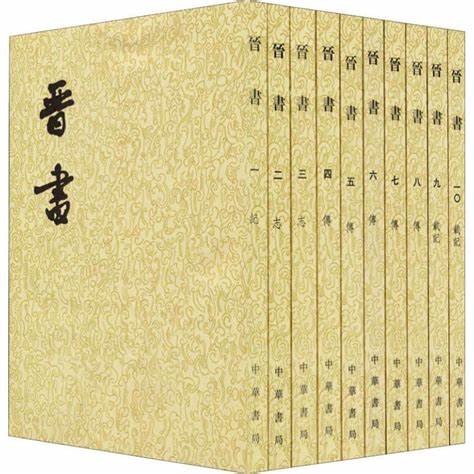 晉書
晉書 一 記 中華書局
晉書 二 志 中華書局
晉書 三 志 中華書局
晉書 四 傳 中華書局
晉書 五 傳 中華書局
晉書 六 傳 中華書局
晉書 七 傳 中華書局
晉書 八 傳 中華書局
晉書 九 載記 中華書局
晉書 一〇 載記 中華書局